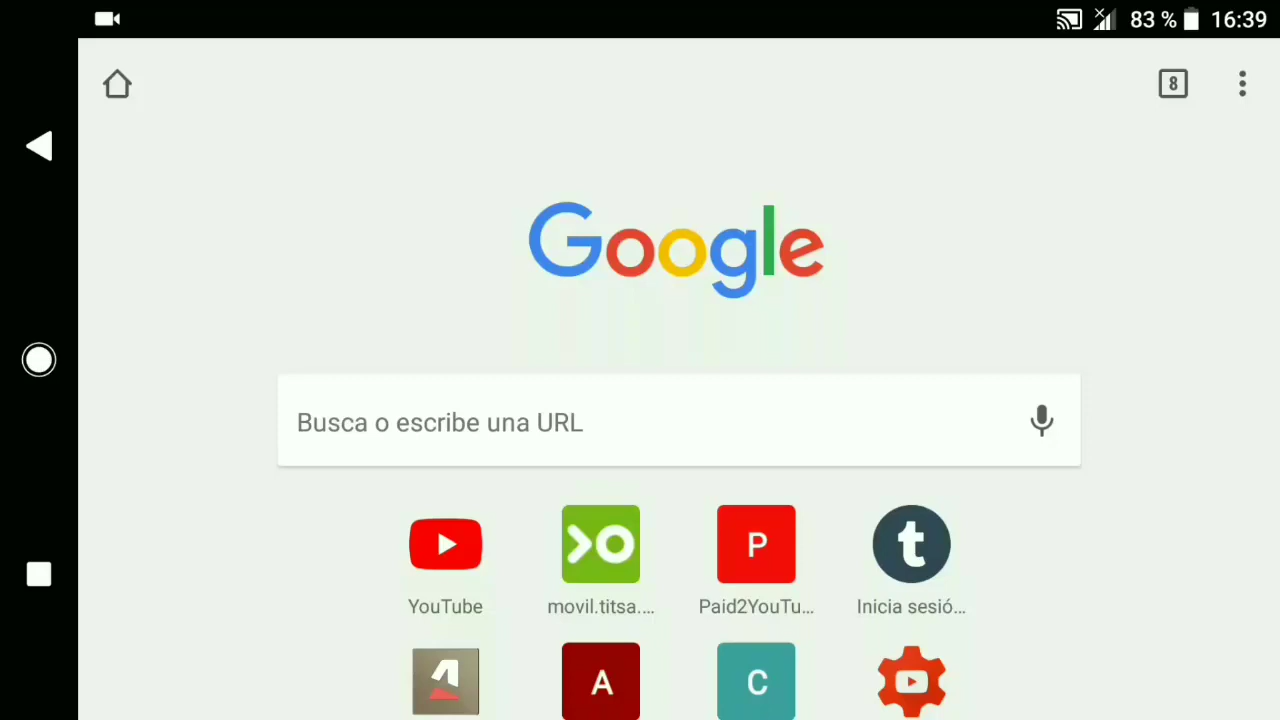 83 % 16:39
8
Google
Busca o escribe una URL
P t
YouTube movil.titsa.... Paid2YouTu... Inicia sesió...
A C